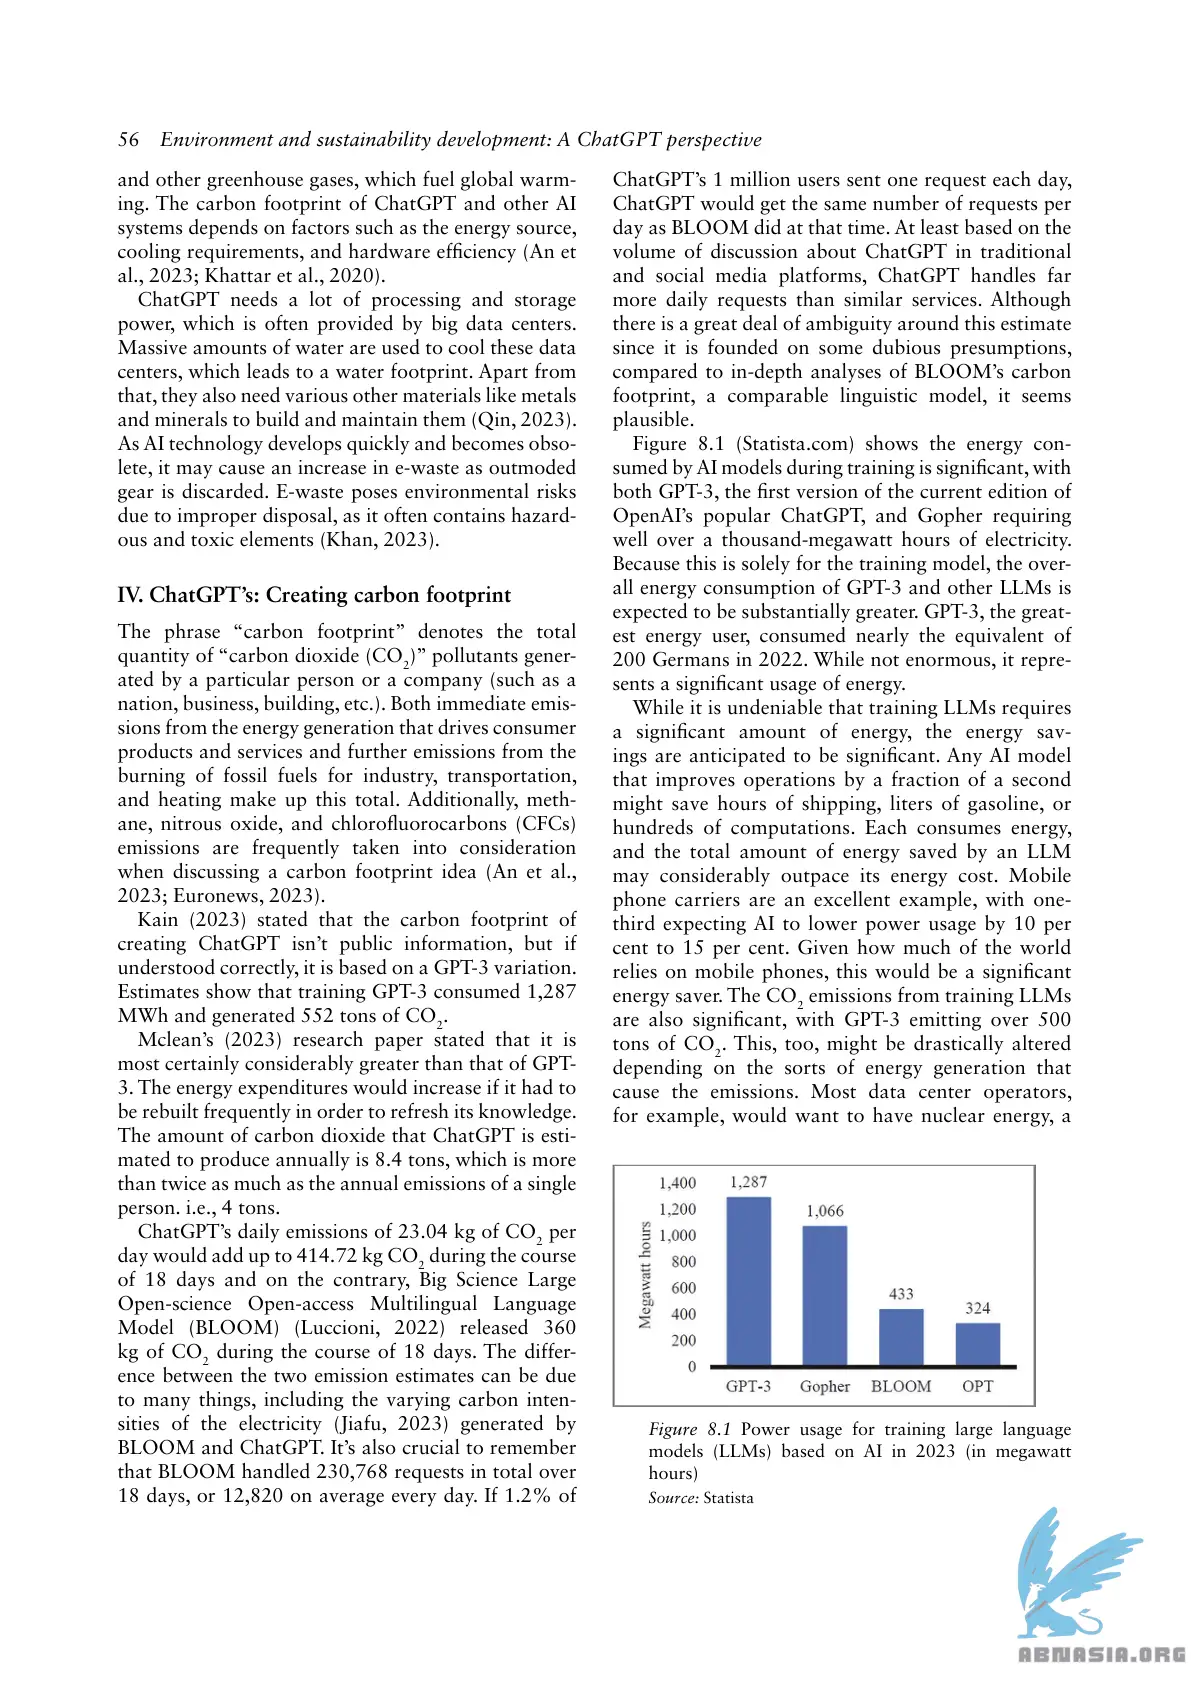 56 Environment and sustainability development: A ChatGPT perspective
and other greenhouse gases, which fuel global warm-
ing. The carbon footprint of ChatGPT and other AI
systems depends on factors such as the energy source,
cooling requirements, and hardware efficiency (An et
al., 2023; Khattar et al., 2020).
ChatGPT needs a lot of processing and storage
power, which is often provided by big data centers.
Massive amounts of water are used to cool these data
centers, which leads to a water footprint. Apart from
that, they also need various other materials like metals
and minerals to build and maintain them (Qin, 2023).
As AI technology develops quickly and becomes obso-
lete, it may cause an increase in e-waste as outmoded
gear is discarded. E-waste poses environmental risks
due to improper disposal, as it often contains hazard-
ous and toxic elements (Khan, 2023).
IV. ChatGPT’s: Creating carbon footprint
The phrase “carbon footprint” denotes the total
quantity of “carbon dioxide (CO2)” pollutants gener-
ated by a particular person or a company (such as a
nation, business, building, etc.). Both immediate emis-
sions from the energy generation that drives consumer
products and services and further emissions from the
burning of fossil fuels for industry, transportation,
and heating make up this total. Additionally, meth-
ane, nitrous oxide, and chlorofluorocarbons (CFCs)
emissions are frequently taken into consideration
when discussing a carbon footprint idea (An et al.,
2023; Euronews, 2023).
Kain (2023) stated that the carbon footprint of
creating ChatGPT isn’t public information, but if
understood correctly, it is based on a GPT-3 variation.
Estimates show that training GPT-3 consumed 1,287
MWh and generated 552 tons of CO2.
Mclean’s (2023) research paper stated that it is
most certainly considerably greater than that of GPT-
3. The energy expenditures would increase if it had to
be rebuilt frequently in order to refresh its knowledge.
The amount of carbon dioxide that ChatGPT is esti-
mated to produce annually is 8.4 tons, which is more
than twice as much as the annual emissions of a single
person. i.e., 4 tons.
ChatGPT’s daily emissions of 23.04 kg of CO2 per
day would add up to 414.72 kg CO2 during the course
of 18 days and on the contrary, Big Science Large
Open-science Open-access Multilingual Language
Model (BLOOM) (Luccioni, 2022) released 360
kg of CO2 during the course of 18 days. The differ-
ence between the two emission estimates can be due
to many things, including the varying carbon inten-
sities of the electricity (Jiafu, 2023) generated by
BLOOM and ChatGPT. It’s also crucial to remember
that BLOOM handled 230,768 requests in total over
18 days, or 12,820 on average every day. If 1.2% of
ChatGPT’s 1 million users sent one request each day,
ChatGPT would get the same number of requests per
day as BLOOM did at that time. At least based on the
volume of discussion about ChatGPT in traditional
and social media platforms, ChatGPT handles far
more daily requests than similar services. Although
there is a great deal of ambiguity around this estimate
since it is founded on some dubious presumptions,
compared to in-depth analyses of BLOOM’s carbon
footprint, a comparable linguistic model, it seems
plausible.
Figure 8.1 (Statista.com) shows the energy con-
sumed by AI models during training is significant, with
both GPT-3, the first version of the current edition of
OpenAI’s popular ChatGPT, and Gopher requiring
well over a thousand-megawatt hours of electricity.
Because this is solely for the training model, the over-
all energy consumption of GPT-3 and other LLMs is
expected to be substantially greater. GPT-3, the great-
est energy user, consumed nearly the equivalent of
200 Germans in 2022. While not enormous, it repre-
sents a significant usage of energy.
While it is undeniable that training LLMs requires
a significant amount of energy, the energy sav-
ings are anticipated to be significant. Any AI model
that improves operations by a fraction of a second
might save hours of shipping, liters of gasoline, or
hundreds of computations. Each consumes energy,
and the total amount of energy saved by an LLM
may considerably outpace its energy cost. Mobile
phone carriers are an excellent example, with one-
third expecting AI to lower power usage by 10 per
cent to 15 per cent. Given how much of the world
relies on mobile phones, this would be a significant
energy saver. The CO2 emissions from training LLMs
are also significant, with GPT-3 emitting over 500
tons of CO2. This, too, might be drastically altered
depending on the sorts of energy generation that
cause the emissions. Most data center operators,
for example, would want to have nuclear energy, a
Megawatt hours
1,400
1,200
1,000
800
600
400
200
0
1,287
1,066
433
324
GPT-3 Gopher BLOOM OPT
Figure 8.1 Power usage for training large language
models (LLMs) based on AI in 2023 (in megawatt
hours)
Source: Statista
ABNASIA.ORG